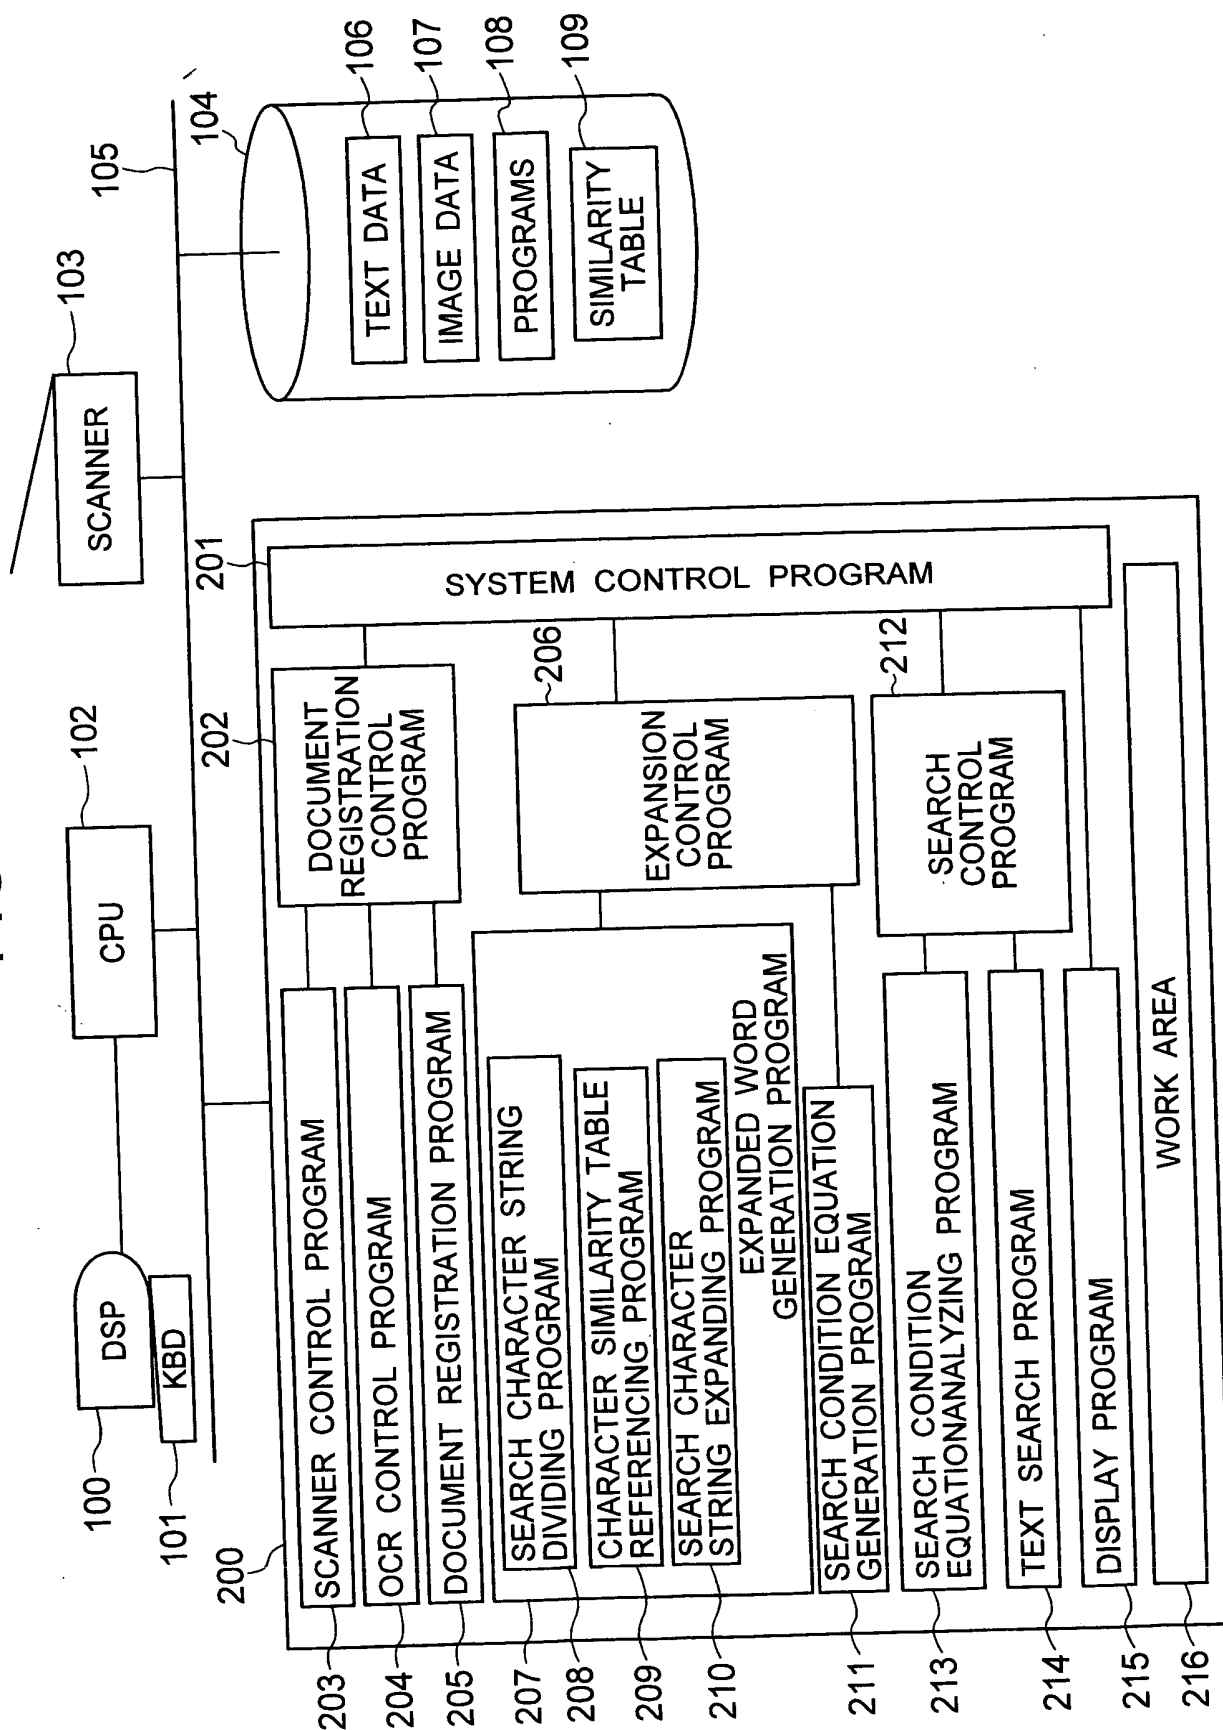 100
DSP
101
KBD
102
CPU
103
SCANNER
105
104
TEXT DATA
106
IMAGE DATA
107
PROGRAMS
108
SIMILARITY
TABLE
109
200
201
SYSTEM CONTROL PROGRAM
202
DOCUMENT
REGISTRATION
CONTROL
PROGRAM
203
SCANNER CONTROL PROGRAM
204
OCR CONTROL PROGRAM
205
DOCUMENT REGISTRATION PROGRAM
206
EXPANSION
CONTROL
PROGRAM
207
208
SEARCH CHARACTER STRING
DIVIDING PROGRAM
209
CHARACTER SIMILARITY TABLE
REFERENCING PROGRAM
210
SEARCH CHARACTER
STRING EXPANDING PROGRAM
EXPANDED WORD
GENERATION PROGRAM
211
SEARCH CONDITION EQUATION
GENERATION PROGRAM
212
SEARCH
CONTROL
PROGRAM
213
SEARCH CONDITION
EQUATIONANALYZING PROGRAM
214
TEXT SEARCH PROGRAM
215
DISPLAY PROGRAM
216
WORK AREA